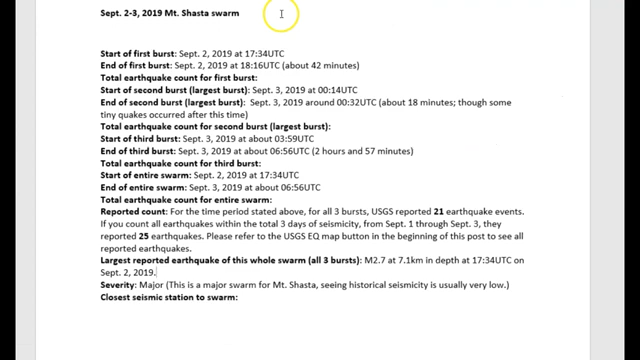 Sept. 2-3, 2019 Mt. Shasta swarm
Start of first burst: Sept. 2, 2019 at 17:34UTC
End of first burst: Sept. 2, 2019 at 18:16UTC (about 42 minutes)
Total earthquake count for first burst:
Start of second burst (largest burst): Sept. 3, 2019 at 00:14UTC
End of second burst (largest burst):  Sept. 3, 2019 around 00:32UTC (about 18 minutes; though some
tiny quakes occurred after this time)
Total earthquake count for second burst (largest burst):
Start of third burst: Sept. 3, 2019 at about 03:59UTC
End of third burst: Sept. 3, 2019 at about 06:56UTC (2 hours and 57 minutes)
Total earthquake count for third burst:
Start of entire swarm: Sept. 2, 2019 at 17:34UTC
End of entire swarm: Sept. 3, 2019 at about 06:56UTC
Total earthquake count for entire swarm:
Reported count: For the time period stated above, for all 3 bursts, USGS reported 21 earthquake events.
If you count all earthquakes within the total 3 days of seismicity, from Sept. 1 through Sept. 3, they
reported 25 earthquakes. Please refer to the USGS EQ map button in the beginning of this post to see all
reported earthquakes.
Largest reported earthquake of this whole swarm (all 3 bursts): M2.7 at 7.1km in depth at 17:34UTC on
Sept. 2, 2019.
Severity: Major (This is a major swarm for Mt. Shasta, seeing historical seismicity is usually very low.)
Closest seismic station to swarm: